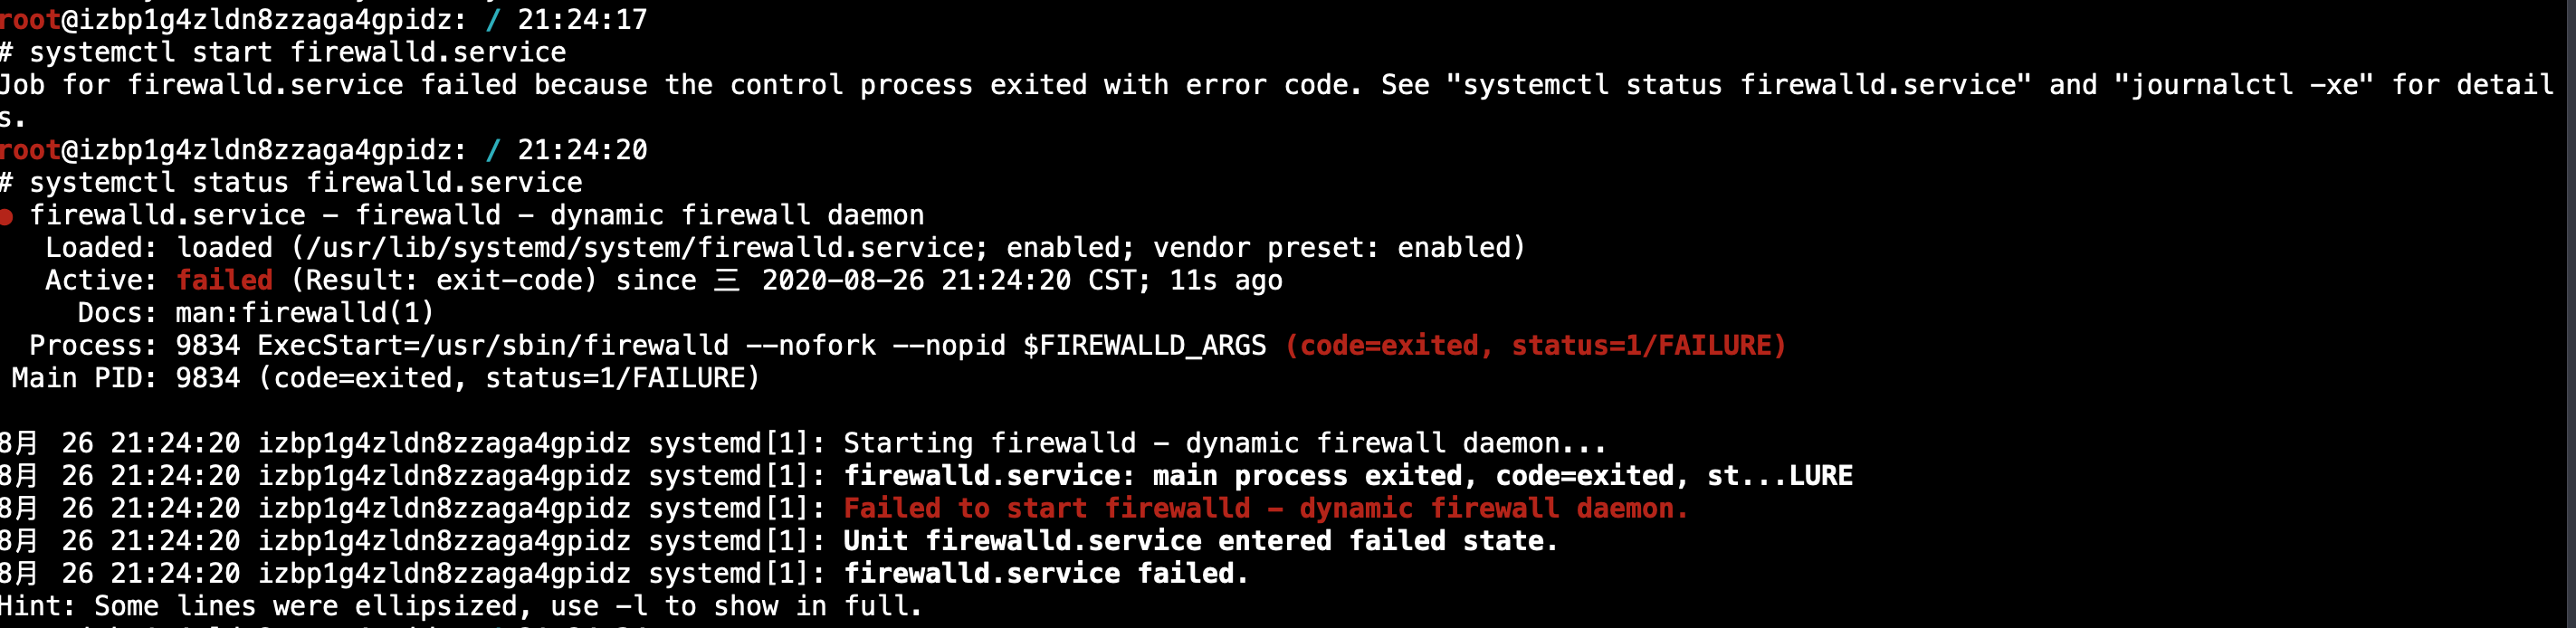 root@izbp1g4zldn8zzaga4gpidz: / 21:24:17
# systemctl start firewalld.service
Job for firewalld.service failed because the control process exited with error code. See "systemctl status firewalld.service" and "journalctl -xe" for detail
s.
root@izbp1g4zldn8zzaga4gpidz: / 21:24:20
# systemctl status firewalld.service
● firewalld.service - firewalld - dynamic firewall daemon
Loaded: loaded (/usr/lib/systemd/system/firewalld.service; enabled; vendor preset: enabled)
Active: failed (Result: exit-code) since 三 2020-08-26 21:24:20 CST; 11s ago
Docs: man:firewalld(1)
Process: 9834 ExecStart=/usr/sbin/firewalld --nofork --nopid $FIREWALLD_ARGS (code=exited, status=1/FAILURE)
Main PID: 9834 (code=exited, status=1/FAILURE)
8月 26 21:24:20 izbp1g4zldn8zzaga4gpidz systemd[1]: Starting firewalld - dynamic firewall daemon...
8月 26 21:24:20 izbp1g4zldn8zzaga4gpidz systemd[1]: firewalld.service: main process exited, code=exited, st...LURE
8月 26 21:24:20 izbp1g4zldn8zzaga4gpidz systemd[1]: Failed to start firewalld - dynamic firewall daemon.
8月 26 21:24:20 izbp1g4zldn8zzaga4gpidz systemd[1]: Unit firewalld.service entered failed state.
8月 26 21:24:20 izbp1g4zldn8zzaga4gpidz systemd[1]: firewalld.service failed.
Hint: Some lines were ellipsized, use -l to show in full.